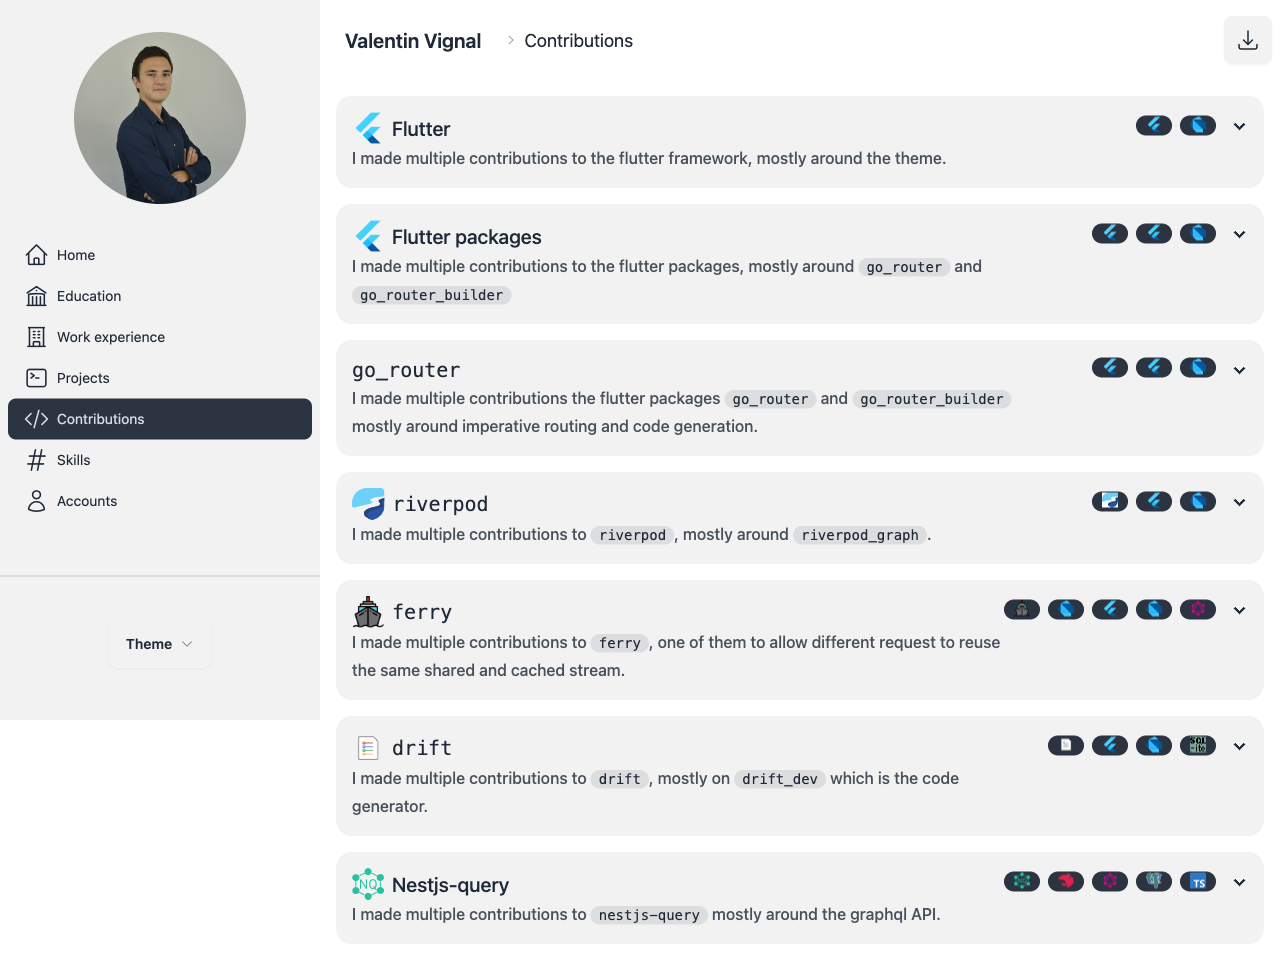 Valentin Vignal
Contributions
Home
Education
Work experience
Projects
Contributions
Skills
Accounts
Theme
Flutter
I made multiple contributions to the flutter framework, mostly around the theme.
Flutter packages
I made multiple contributions to the flutter packages, mostly around go_router and
go_router_builder
go_router
I made multiple contributions the flutter packages go_router and go_router_builder
mostly around imperative routing and code generation.
riverpod
I made multiple contributions to riverpod, mostly around riverpod_graph.
ferry
I made multiple contributions to ferry, one of them to allow different request to reuse
the same shared and cached stream.
drift
SQL
I made multiple contributions to drift, mostly on drift_dev which is the code
generator.
NQ
Nestjs-query
TS
I made multiple contributions to nestjs-query mostly around the graphql API.